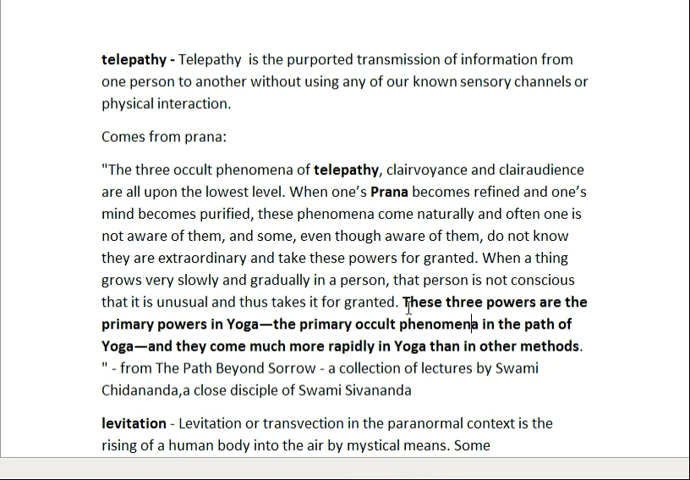 telepathy - Telepathy  is the purported transmission of information from
one person to another without using any of our known sensory channels or
physical interaction.
Comes from prana:
"The three occult phenomena of telepathy, clairvoyance and clairaudience
are all upon the lowest level. When one’s Prana becomes refined and one’s
mind becomes purified, these phenomena come naturally and often one is
not aware of them, and some, even though aware of them, do not know
they are extraordinary and take these powers for granted. When a thing
grows very slowly and gradually in a person, that person is not conscious
that it is unusual and thus takes it for granted. These three powers are the
primary powers in Yoga—the primary occult phenomena in the path of
Yoga—and they come much more rapidly in Yoga than in other methods.
" - from The Path Beyond Sorrow - a collection of lectures by Swami
Chidananda,a close disciple of Swami Sivananda
levitation - Levitation or transvection in the paranormal context is the
rising of a human body into the air by mystical means. Some